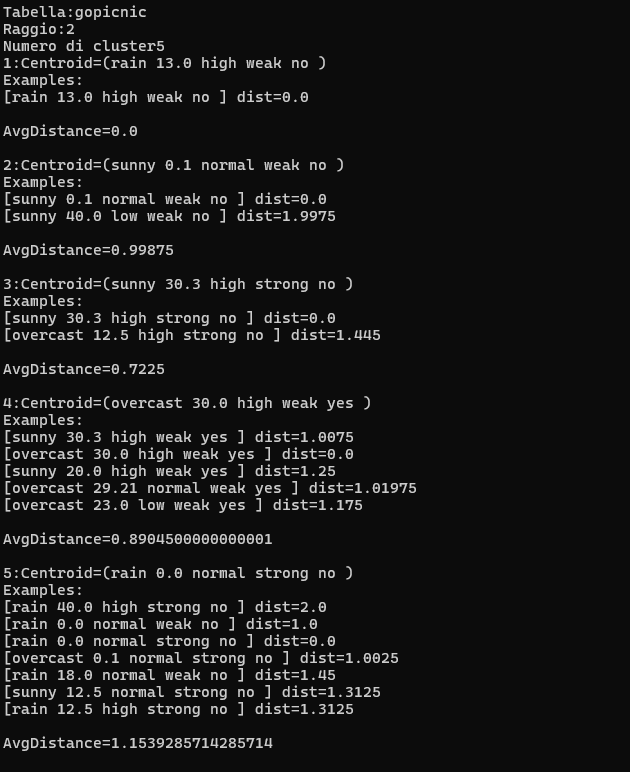 Tabella:gopicnic
Raggio:2
Numero di cluster5
1:Centroid=(rain 13.0 high weak no )
Examples:
[rain 13.0 high weak no ] dist=0.0
AvgDistance=0.0
2:Centroid=(sunny 0.1 normal weak no )
Examples:
[sunny 0.1 normal weak no ] dist=0.0
[sunny 40.0 low weak no ] dist=1.9975
AvgDistance=0.99875
3:Centroid=(sunny 30.3 high strong no )
Examples:
[sunny 30.3 high strong no ] dist=0.0
[overcast 12.5 high strong no ] dist=1.445
AvgDistance=0.7225
4:Centroid=(overcast 30.0 high weak yes )
Examples:
[sunny 30.3 high weak yes ] dist=1.0075
[overcast 30.0 high weak yes ] dist=0.0
[sunny 20.0 high weak yes ] dist=1.25
[overcast 29.21 normal weak yes ] dist=1.01975
[overcast 23.0 low weak yes ] dist=1.175
AvgDistance=0.8904500000000001
5:Centroid=(rain 0.0 normal strong no )
Examples:
[rain 40.0 high strong no ] dist=2.0
[rain 0.0 normal weak no ] dist=1.0
[rain 0.0 normal strong no ] dist=0.0
[overcast 0.1 normal strong no ] dist=1.0025
[rain 18.0 normal weak no ] dist=1.45
[sunny 12.5 normal strong no ] dist=1.3125
[rain 12.5 high strong no ] dist=1.3125
AvgDistance=1.1539285714285714